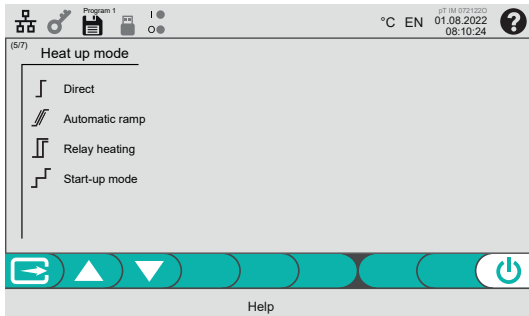 Program 1
I
O
°C EN
pT IM 072122O
01.08.2022
08:10:24
?
(5/7)
Heat up mode
Direct
Automatic ramp
Relay heating
Start-up mode
Help